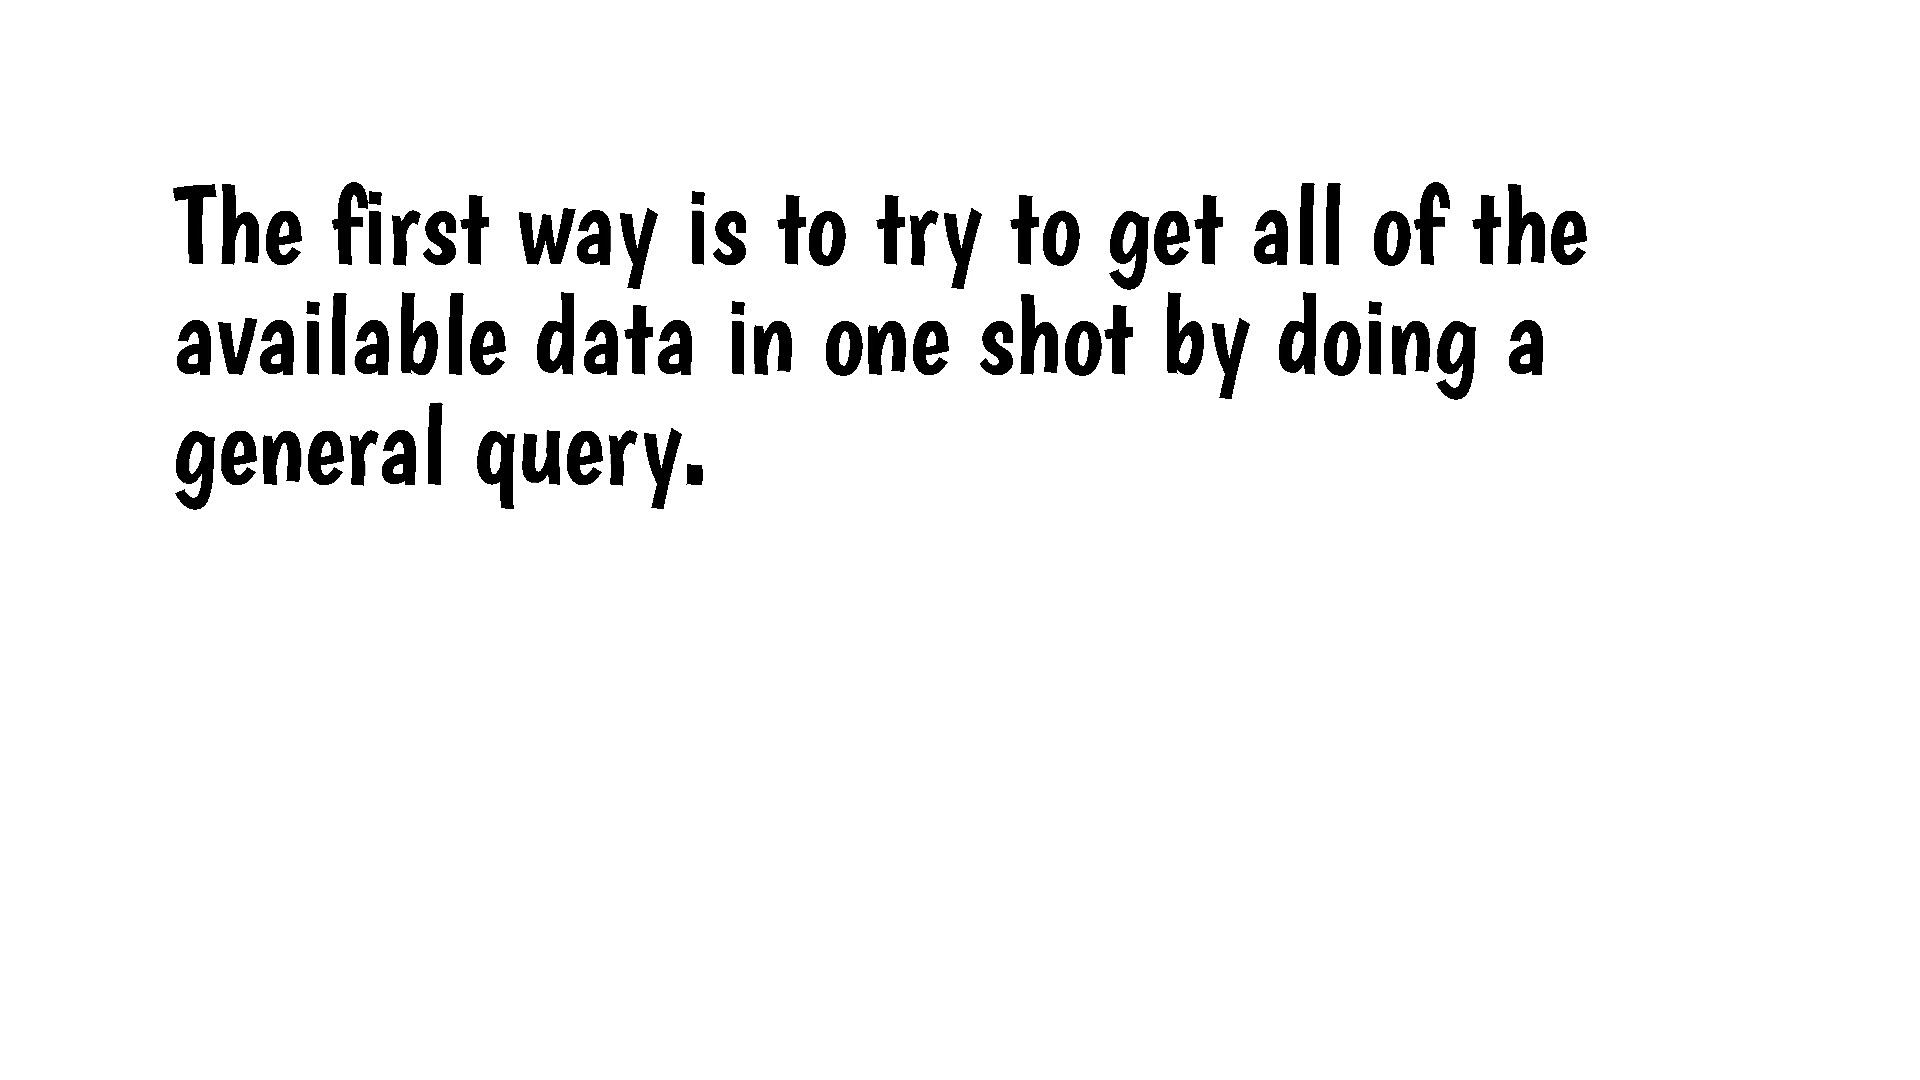 The first way is to try to get all of the
available data in one shot by doing a
general query.